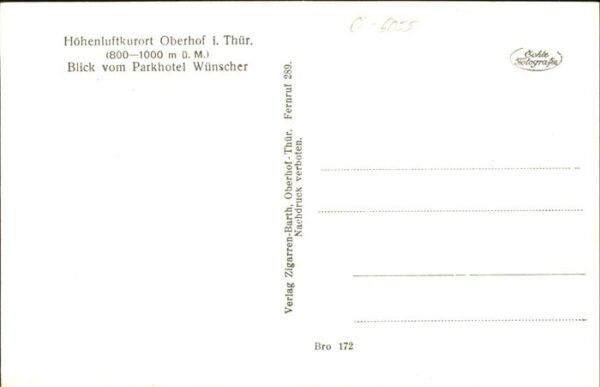 Höhenluftkurort Oberhof i. Thür.
(800—1000 m ü. M.)
Blick vom Parkhotel Wünscher
Echte
Fotografie
Verlag Zigarren-Barth, Oberhof-Thür. Fernruf 289.
Nachdruck verboten.
Bro 172